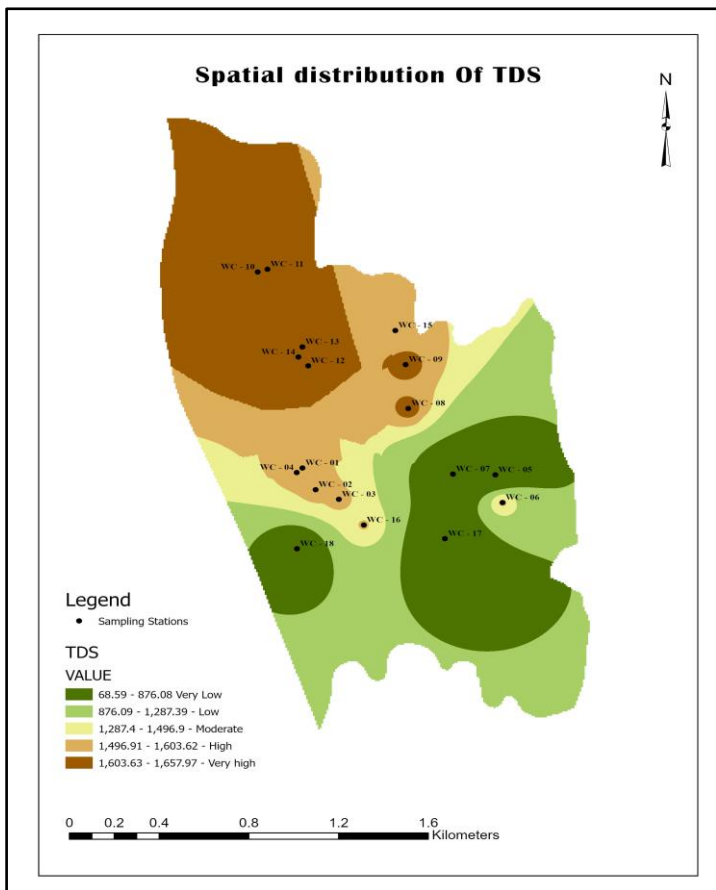 Spatial distribution Of TDS
N
WC - 10
WC - 11
WC - 15
WC - 13
WC - 14
WC - 12
WC - 09
WC - 08
WC - 01
WC - 04
WC - 07
WC - 05
WC - 02
WC - 03
WC - 06
WC - 16
WC - 17
WC - 18
Legend
Sampling Stations
TDS
VALUE
68.59 - 876.08 Very Low
876.09 - 1,287.39 - Low
1,287.4 - 1,496.9 - Moderate
1,496.91 - 1,603.62 - High
1,603.63 - 1,657.97 - Very high
0 0.2 0.4 0.8 1.2 1.6
Kilometers